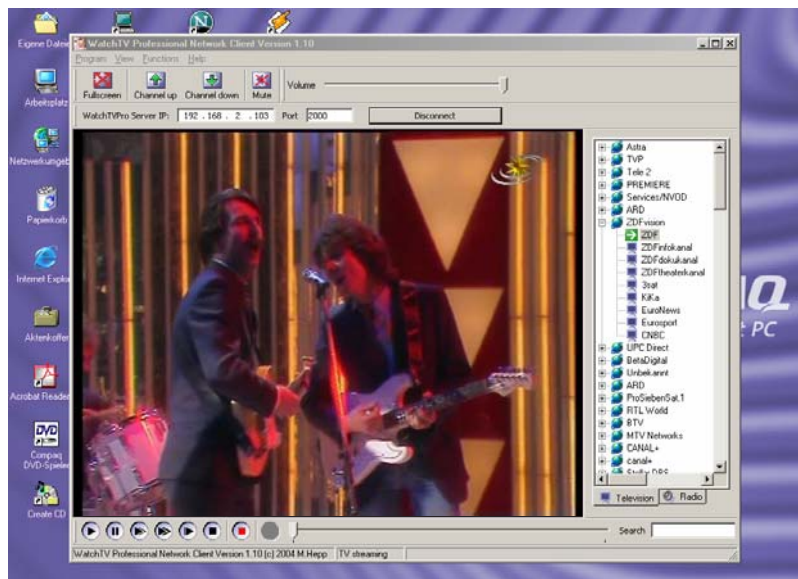 WatchTV Professional Network Client Version 1.10
Program View Functions Help
Fullscreen Channel up Channel down Mute Volume
WatchTVPro Server IP: 192 .168 . 2 .103 Port 2000 Disconnect
Eigene Dateie
Arbeitsplatz
Netzwerkumgeb
Papierkorb
Internet Explo
Aktenkoffer
Acrobat Reader
DVD
Compaq
DVD-Spieler
Create CD
Astra
TVP
Tele 2
PREMIERE
Services/NVOD
ARD
ZDFvision
ZDF
ZDFinfokanal
ZDFdokukanal
ZDFtheaterkanal
3sat
KiKa
EuroNews
Eurosport
CNBC
UPC Direct
BetaDigital
Unbekannt
ARD
ProSiebenSat.1
RTL World
BTV
MTV Networks
CANAL+
canal+
Television Radio
Search
WatchTV Professional Network Client Version 1.10 (c) 2004 M.Hepp TV streaming
Q
t PC